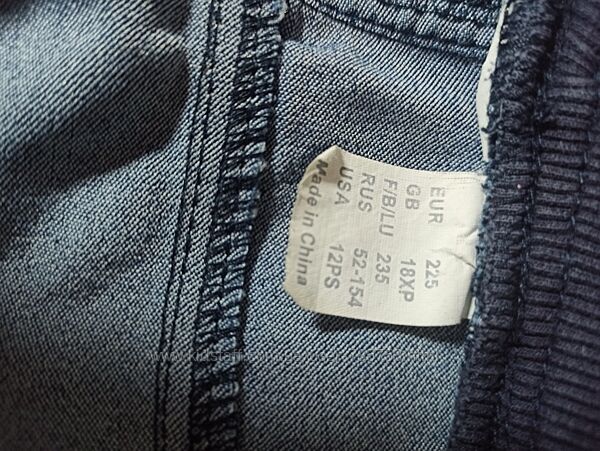 EUR 225
GB 18XP
F/B/LU 235
RUS 52-154
USA 12PS
Made in China